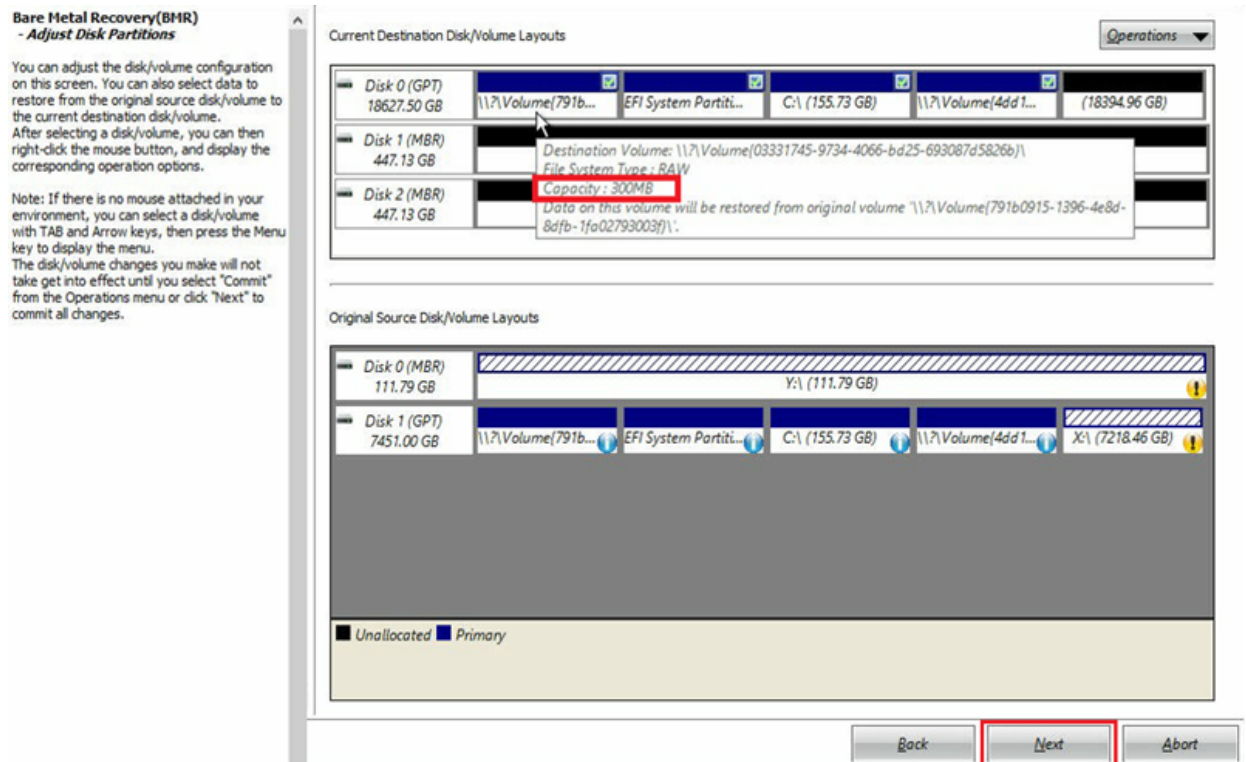 Bare Metal Recovery(BMR)
- Adjust Disk Partitions
You can adjust the disk/volume configuration
on this screen. You can also select data to
restore from the original source disk/volume to
the current destination disk/volume.
After selecting a disk/volume, you can then
right-click the mouse button, and display the
corresponding operation options.
Note: If there is no mouse attached in your
environment, you can select a disk/volume
with TAB and Arrow keys, then press the Menu
key to display the menu.
The disk/volume changes you make will not
take get into effect until you select "Commit"
from the Operations menu or click "Next" to
commit all changes.
Current Destination Disk/Volume Layouts
Operations
Disk 0 (GPT)
18627.50 GB
\\?\Volume{791b...
EFI System Partiti...
C:\ (155.73 GB)
\\?\Volume{4dd1...
(18394.96 GB)
Disk 1 (MBR)
447.13 GB
Disk 2 (MBR)
447.13 GB
Destination Volume: \\?\Volume{03331745-9734-4066-bd25-693087d5826b}\
File System Type : RAW
Capacity : 300MB
Data on this volume will be restored from original volume '\\?\Volume{791b0915-1396-4e8d-
8dfb-1fa02793003f}\'.
Original Source Disk/Volume Layouts
Disk 0 (MBR)
111.79 GB
Y:\ (111.79 GB)
Disk 1 (GPT)
7451.00 GB
\\?\Volume{791b...
EFI System Partiti...
C:\ (155.73 GB)
\\?\Volume{4dd1...
X:\ (7218.46 GB)
Unallocated Primary
Back
Next
Abort